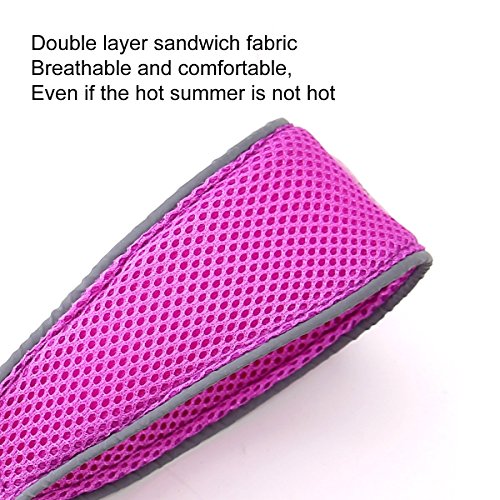 Double layer sandwich fabric
Breathable and comfortable,
Even if the hot summer is not hot